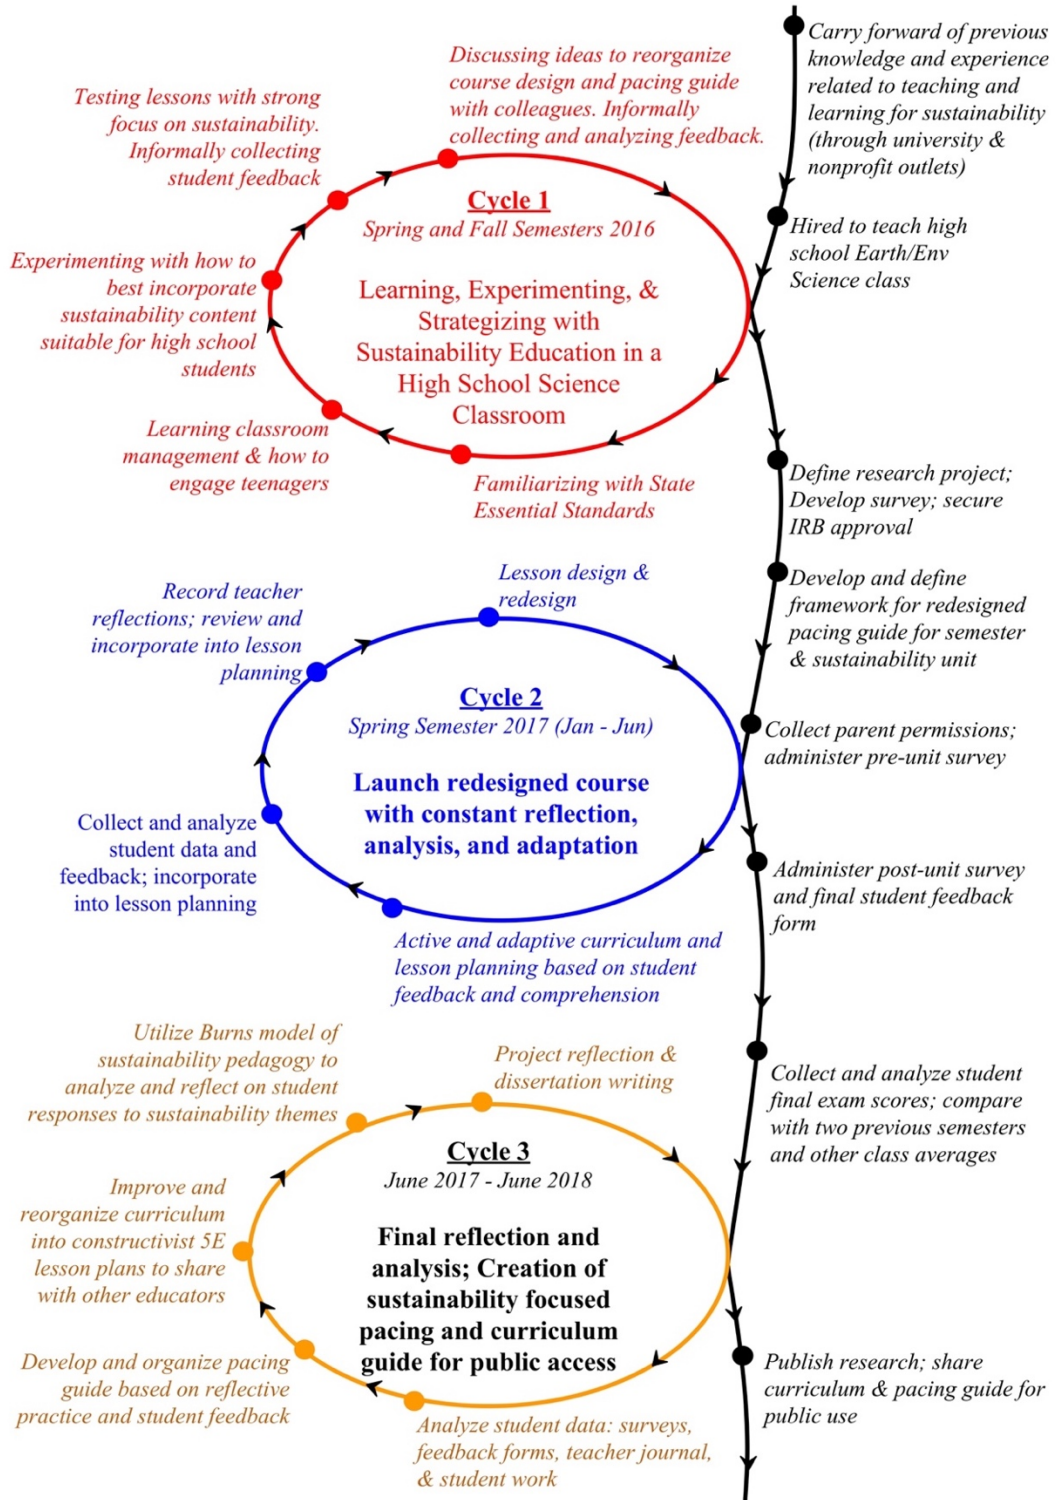 Discussing ideas to reorganize
course design and pacing guide
with colleagues. Informally
collecting and analyzing feedback.
Testing lessons with strong
focus on sustainability.
Informally collecting
student feedback
Experimenting with how to
best incorporate
sustainability content
suitable for high school
students
Learning classroom
management & how to
engage teenagers
Familiarizing with State
Essential Standards
Cycle 1
Spring and Fall Semesters 2016
Learning, Experimenting, &
Strategizing with
Sustainability Education in a
High School Science
Classroom
Carry forward of previous
knowledge and experience
related to teaching and
learning for sustainability
(through university &
nonprofit outlets)
Hired to teach high
school Earth/Env
Science class
Define research project;
Develop survey; secure
IRB approval
Develop and define
framework for redesigned
pacing guide for semester
& sustainability unit
Collect parent permissions;
administer pre-unit survey
Lesson design &
redesign
Record teacher
reflections; review and
incorporate into lesson
planning
Collect and analyze
student data and
feedback; incorporate
into lesson planning
Active and adaptive curriculum and
lesson planning based on student
feedback and comprehension
Cycle 2
Spring Semester 2017 (Jan - Jun)
Launch redesigned course
with constant reflection,
analysis, and adaptation
Administer post-unit survey
and final student feedback
form
Collect and analyze student
final exam scores; compare
with two previous semesters
and other class averages
Utilize Burns model of
sustainability pedagogy to
analyze and reflect on student
responses to sustainability themes
Project reflection &
dissertation writing
Improve and
reorganize curriculum
into constructivist 5E
lesson plans to share
with other educators
Develop and organize pacing
guide based on reflective
practice and student feedback
Analyze student data: surveys,
feedback forms, teacher journal,
& student work
Cycle 3
June 2017 - June 2018
Final reflection and
analysis; Creation of
sustainability focused
pacing and curriculum
guide for public access
Publish research; share
curriculum & pacing guide for
public use